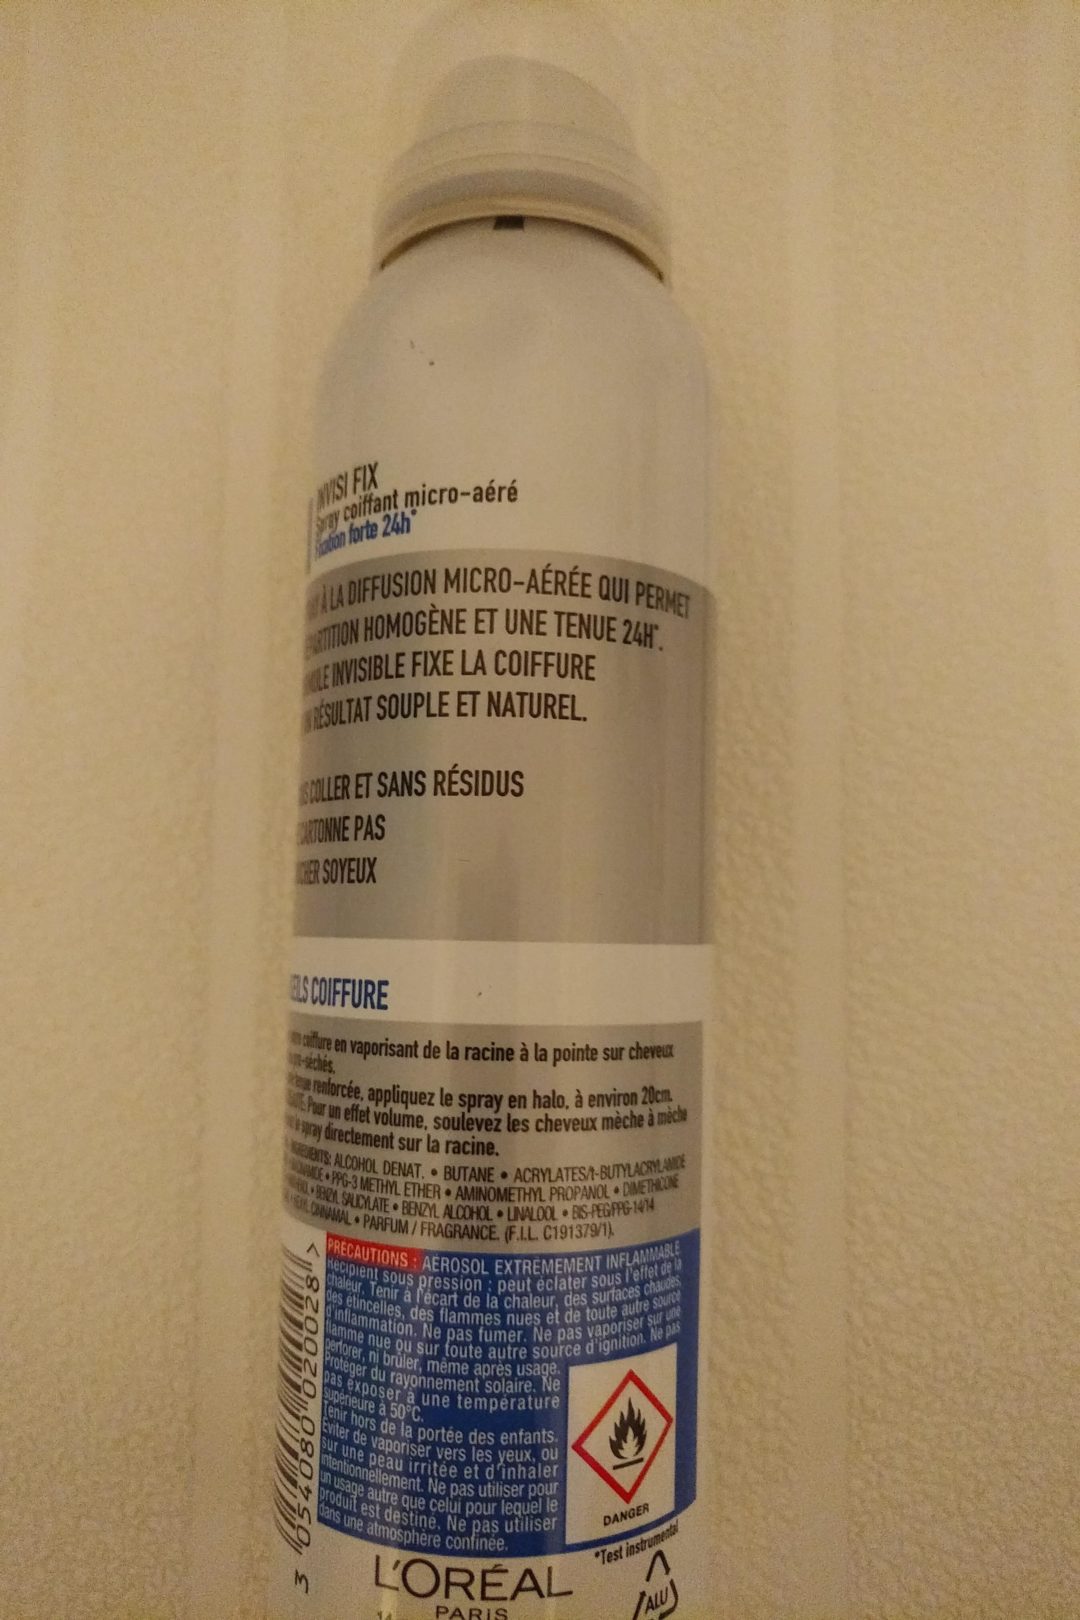 INVISI FIX
Spray coiffant micro-aéré
Fixation forte 24h*
À LA DIFFUSION MICRO-AÉRÉE QUI PERMET
HOMOGÈNE ET UNE TENUE 24H*.
INVISIBLE FIXE LA COIFFURE
RÉSULTAT SOUPLE ET NATUREL.
COLLER ET SANS RÉSIDUS
CARTONNE PAS
SOYEUX
COIFFURE
coiffure en vaporisant de la racine à la pointe sur cheveux
renforcée, appliquez le spray en halo, à environ 20cm.
Pour un effet volume, soulevez les cheveux mèche à mèche
spray directement sur la racine.
INGREDIENTS: ALCOHOL DENAT. • BUTANE • ACRYLATES/t-BUTYLACRYLAMIDE
• PPG-3 METHYL ETHER • AMINOMETHYL PROPANOL • DIMETHICONE
• BENZYL SALICYLATE • BENZYL ALCOHOL • LINALOOL • BIS-PEG/PPG-14/14
CINNAMAL • PARFUM / FRAGRANCE. (F.I.L. C191379/1).
PRÉCAUTIONS : AÉROSOL EXTRÊMEMENT INFLAMMABLE
Récipient sous pression : peut éclater sous l'effet de la
chaleur. Tenir à l'écart de la chaleur, des surfaces chaudes,
des étincelles, des flammes nues et de toute autre source
d'inflammation. Ne pas fumer. Ne pas vaporiser sur une
flamme nue ou sur toute autre source d'ignition. Ne pas
perforer, ni brûler, même après usage.
Protéger du rayonnement solaire. Ne
pas exposer à une température
supérieure à 50°C.
Tenir hors de la portée des enfants.
Éviter de vaporiser vers les yeux, ou
sur une peau irritée et d'inhaler
intentionnellement. Ne pas utiliser pour
un usage autre que celui pour lequel le
produit est destiné. Ne pas utiliser
dans une atmosphère confinée.
DANGER
*Test instrumental
3 054080 020028 >
L'ORÉAL
PARIS
ALU